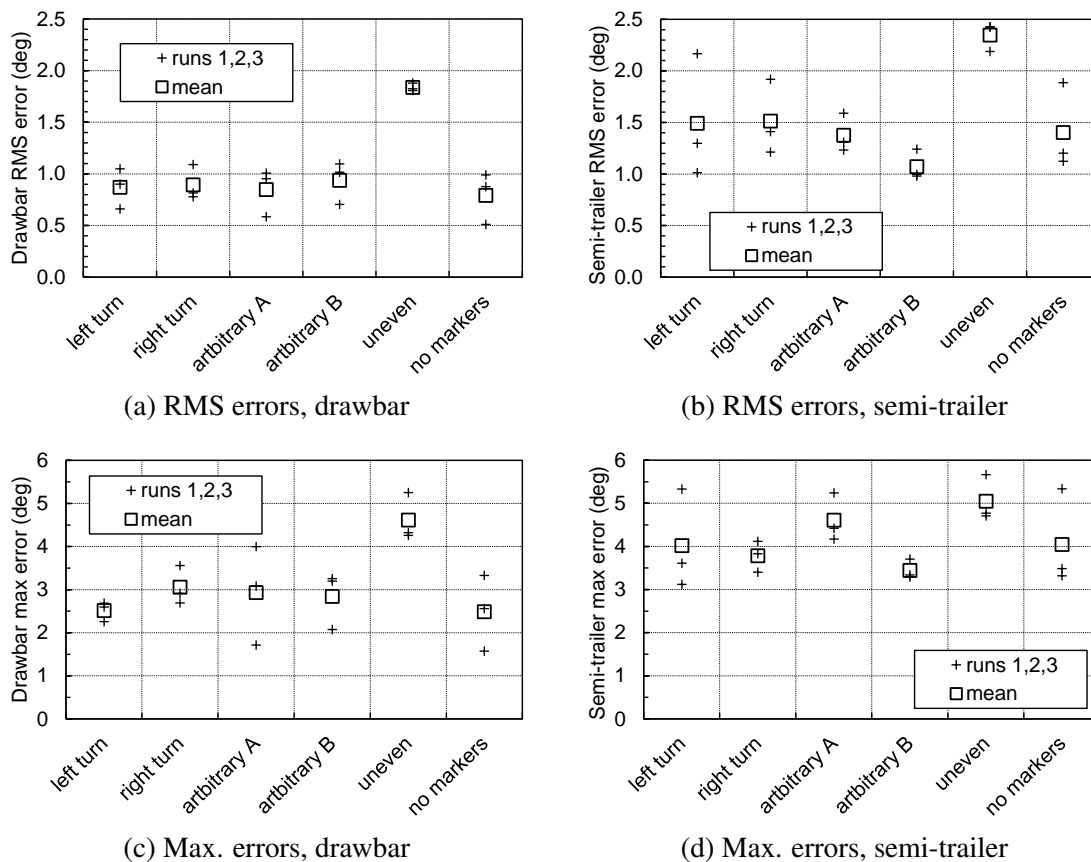 Drawbar RMS error (deg)
2.5
2.0
1.5
1.0
0.5
0.0
runs 1,2,3
mean
left turn
right turn
artbitrary A
artbitrary B
uneven
no markers
(a) RMS errors, drawbar
Semi-trailer RMS error (deg)
2.5
2.0
1.5
1.0
0.5
0.0
runs 1,2,3
mean
left turn
right turn
artbitrary A
artbitrary B
uneven
no markers
(b) RMS errors, semi-trailer
Drawbar max error (deg)
6
5
4
3
2
1
0
runs 1,2,3
mean
left turn
right turn
artbitrary A
artbitrary B
uneven
no markers
(c) Max. errors, drawbar
Semi-trailer max error (deg)
6
5
4
3
2
1
0
runs 1,2,3
mean
left turn
right turn
artbitrary A
artbitrary B
uneven
no markers
(d) Max. errors, semi-trailer